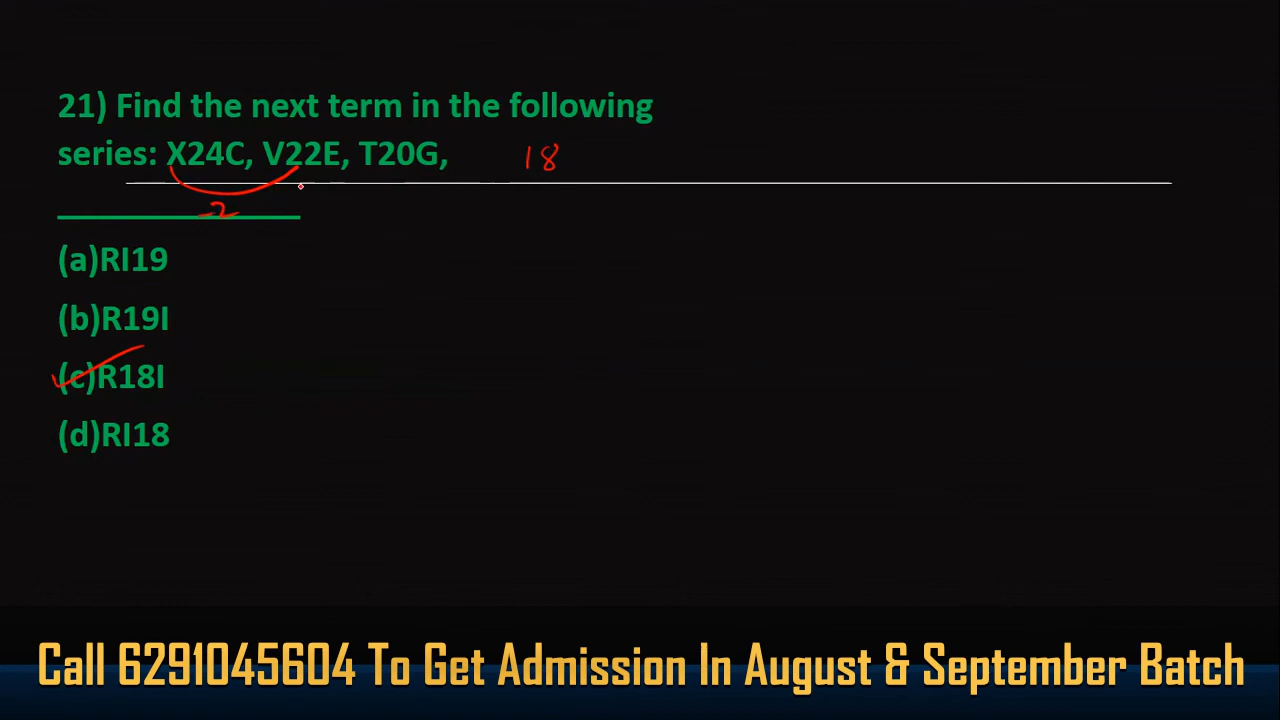 21) Find the next term in the following
series: X24C, V22E, T20G, 18
-2
(a)RI19
(b)R19I
(c)R18I
(d)RI18
Call 6291045604 To Get Admission In August & September Batch